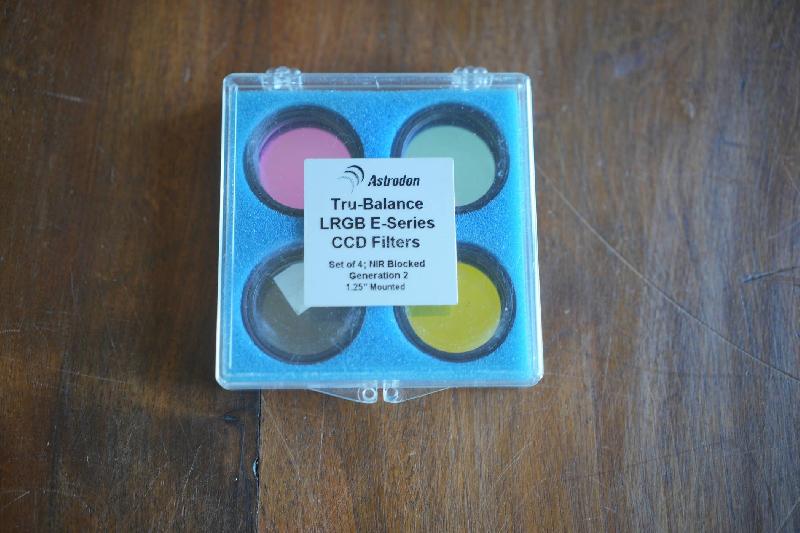 Astrodon
Tru-Balance
LRGB E-Series
CCD Filters
Set of 4; NIR Blocked
Generation 2
1.25" Mounted